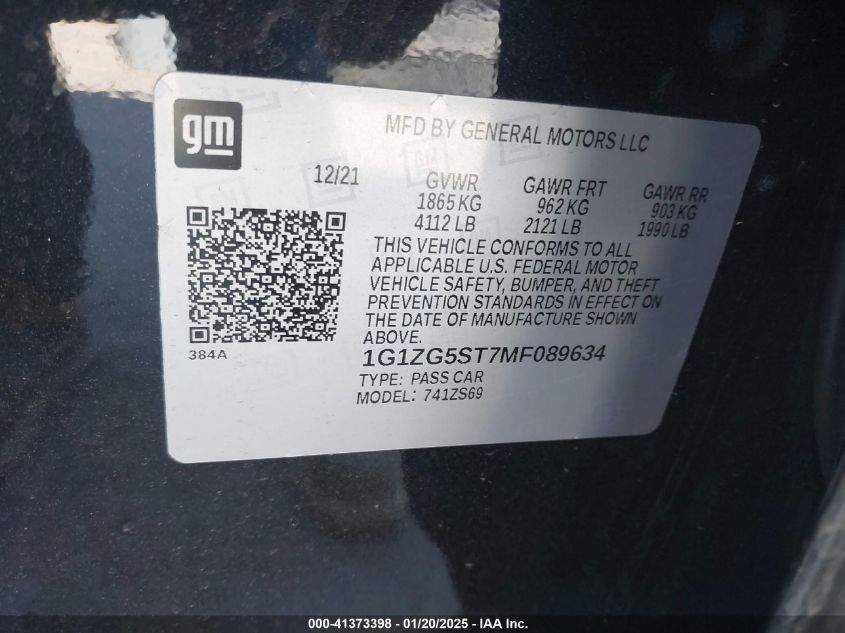 gm
MFD BY GENERAL MOTORS LLC
12/21 GVWR GAWR FRT GAWR RR
1865 KG 962 KG 903 KG
4112 LB 2121 LB 1990 LB
THIS VEHICLE CONFORMS TO ALL
APPLICABLE U.S. FEDERAL MOTOR
VEHICLE SAFETY, BUMPER, AND THEFT
PREVENTION STANDARDS IN EFFECT ON
THE DATE OF MANUFACTURE SHOWN
ABOVE.
384A
1G1ZG5ST7MF089634
TYPE: PASS CAR
MODEL: 741ZS69
000-41373398 - 01/20/2025 - IAA Inc.